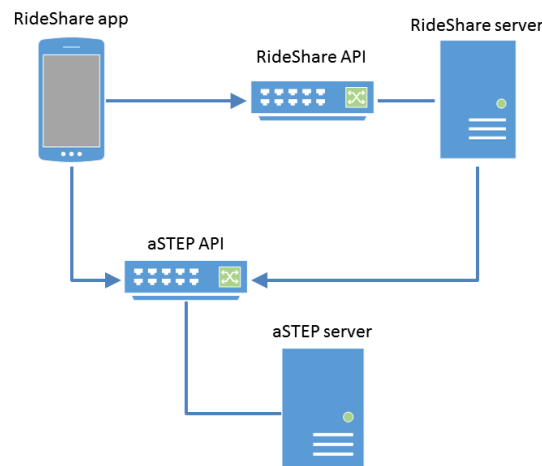 RideShare app
RideShare API
RideShare server
aSTEP API
aSTEP server